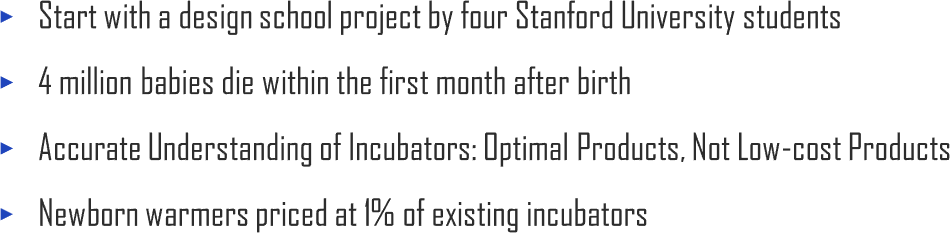 ▸ Start with a design school project by four Stanford University students
▸ 4 million babies die within the first month after birth
▸ Accurate Understanding of Incubators: Optimal Products, Not Low-cost Products
▸ Newborn warmers priced at 1% of existing incubators